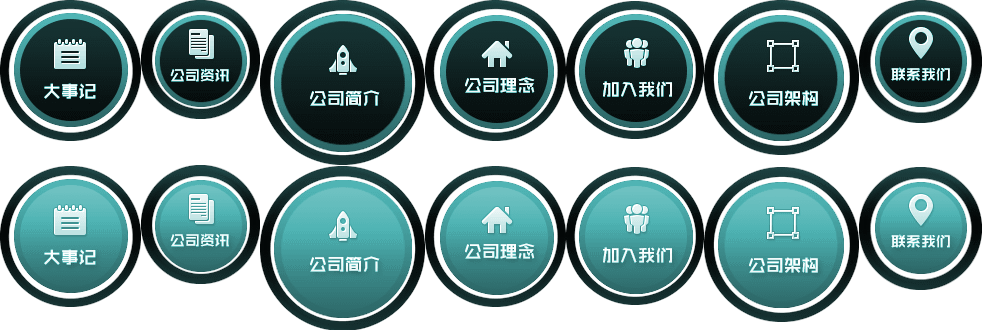 大事记
公司资讯
公司简介
公司理念
加入我们
公司架构
联系我们
大事记
公司资讯
公司简介
公司理念
加入我们
公司架构
联系我们